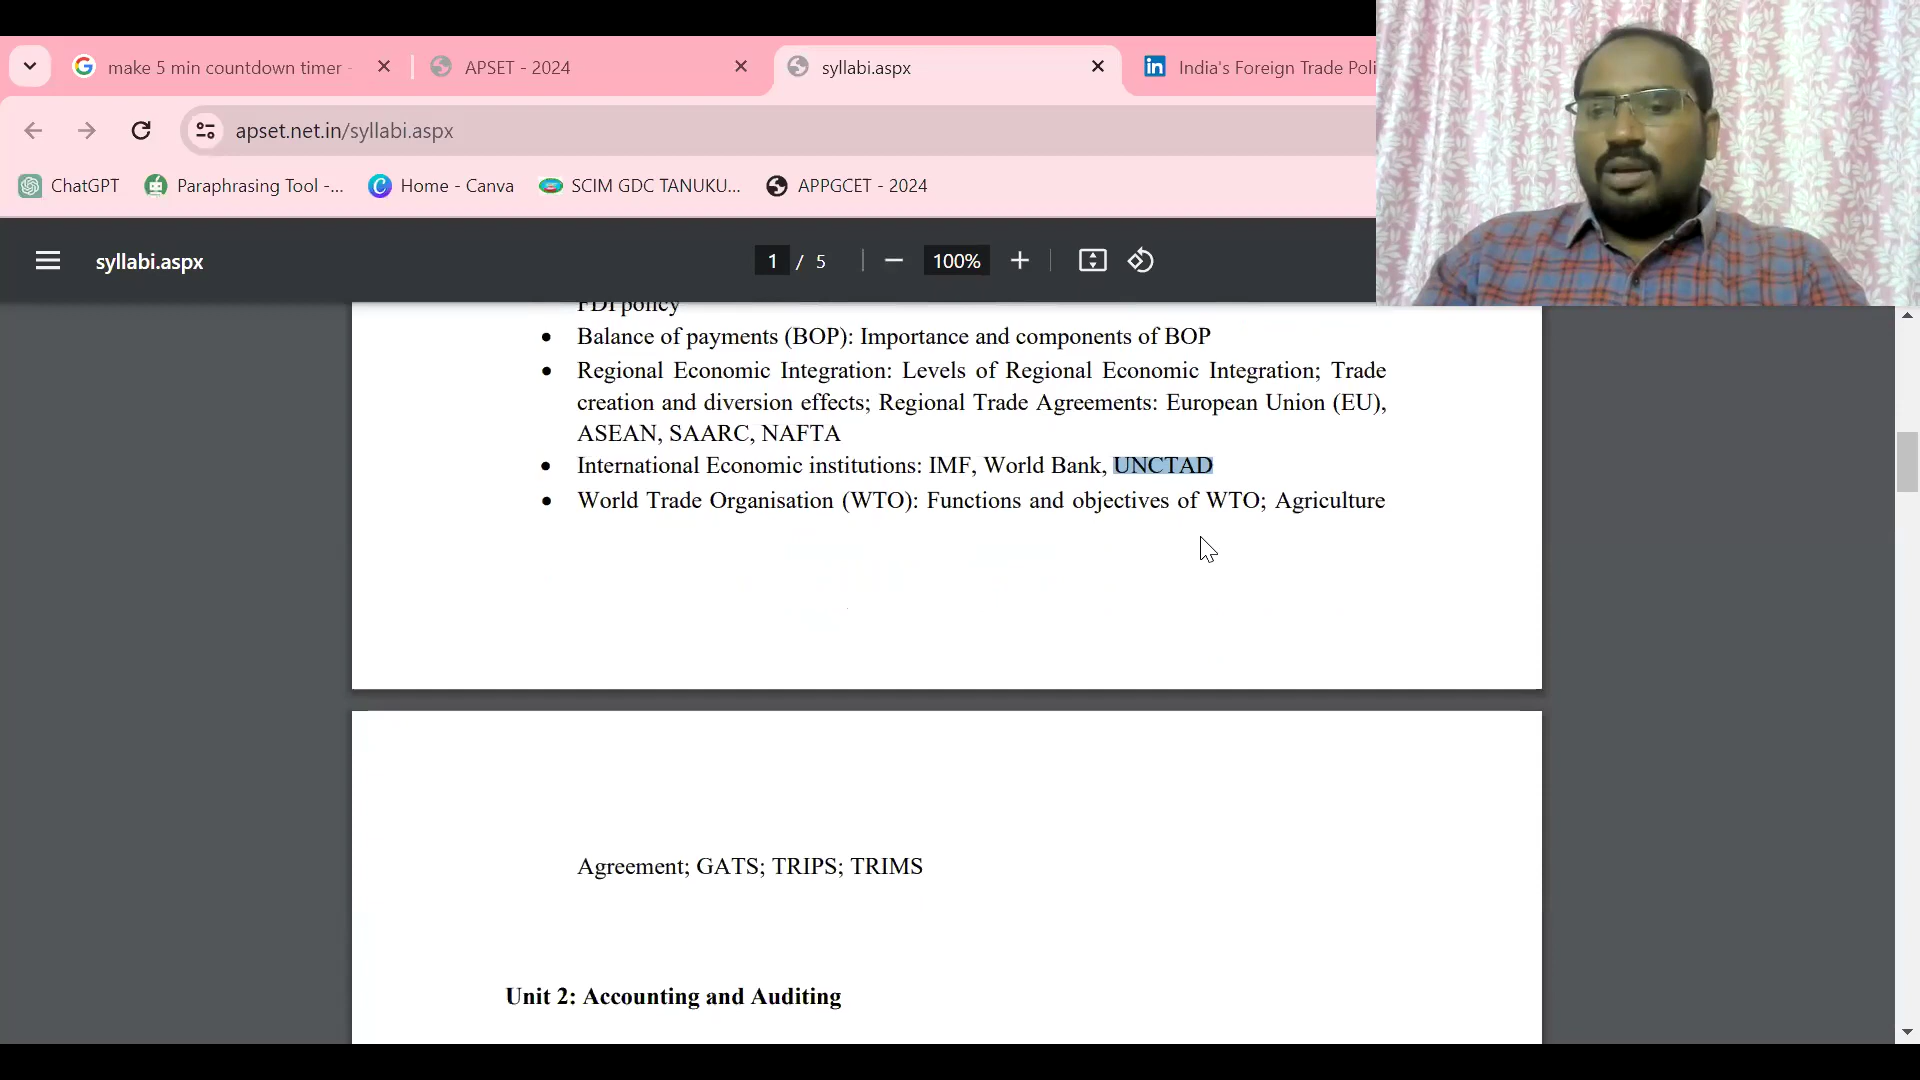 make 5 min countdown timer -
APSET - 2024
syllabi.aspx
India's Foreign Trade Poli
apset.net.in/syllabi.aspx
ChatGPT
Paraphrasing Tool -...
Home - Canva
SCIM GDC TANUKU...
APPGCET - 2024
syllabi.aspx
1 / 5
100%
FDI policy
• Balance of payments (BOP): Importance and components of BOP
• Regional Economic Integration: Levels of Regional Economic Integration; Trade
creation and diversion effects; Regional Trade Agreements: European Union (EU),
ASEAN, SAARC, NAFTA
• International Economic institutions: IMF, World Bank, UNCTAD
• World Trade Organisation (WTO): Functions and objectives of WTO; Agriculture
Agreement; GATS; TRIPS; TRIMS
Unit 2: Accounting and Auditing